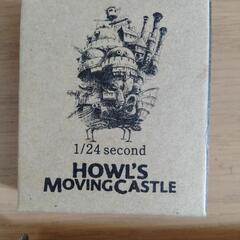 1/24 second
HOWL'S
MOVING CASTLE